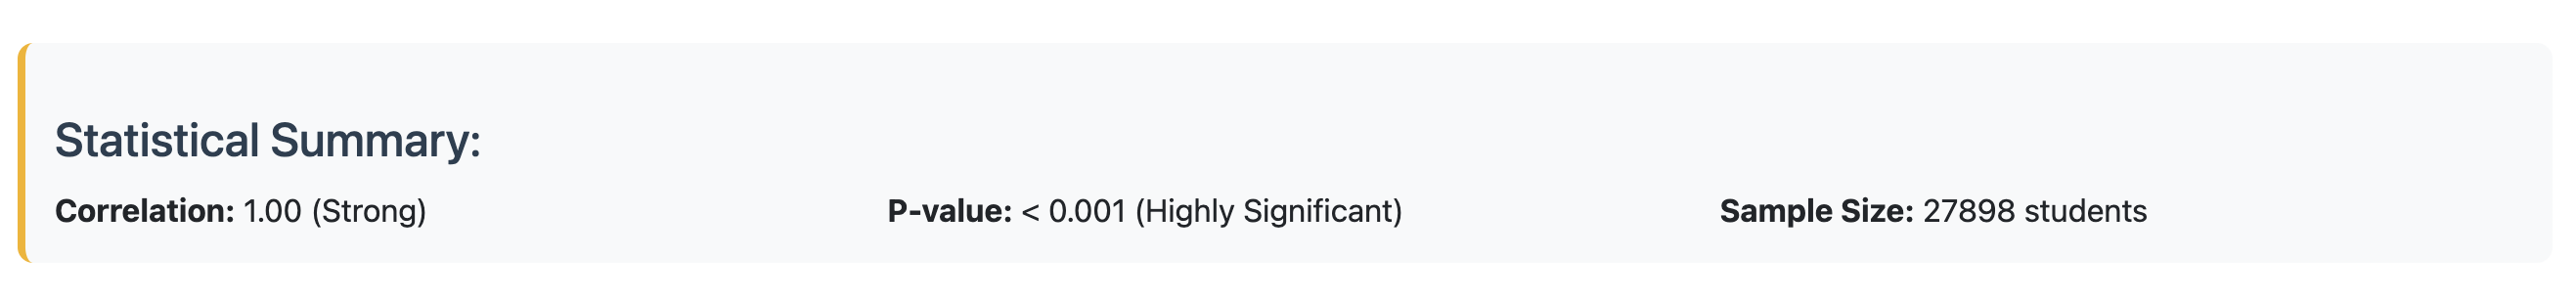 Statistical Summary:
Correlation: 1.00 (Strong) P-value: < 0.001 (Highly Significant) Sample Size: 27898 students